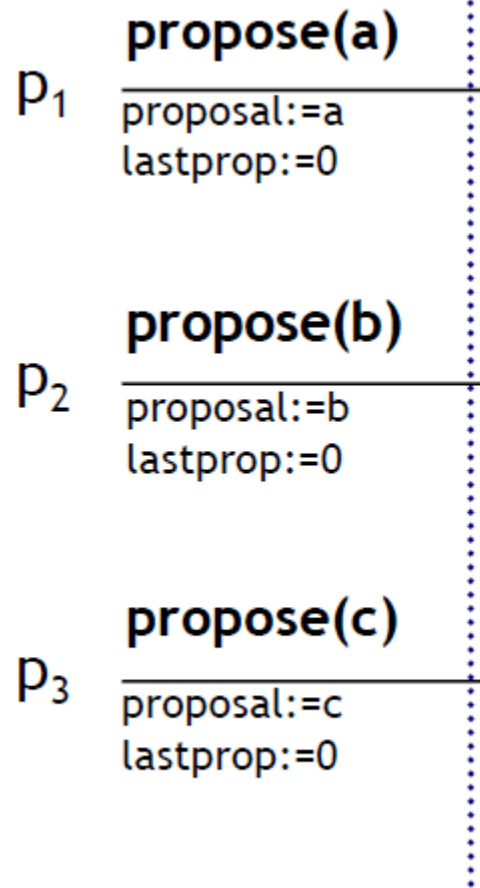 propose(a)
p₁
proposal:=a
lastprop:=0
propose(b)
p₂
proposal:=b
lastprop:=0
propose(c)
p₃
proposal:=c
lastprop:=0